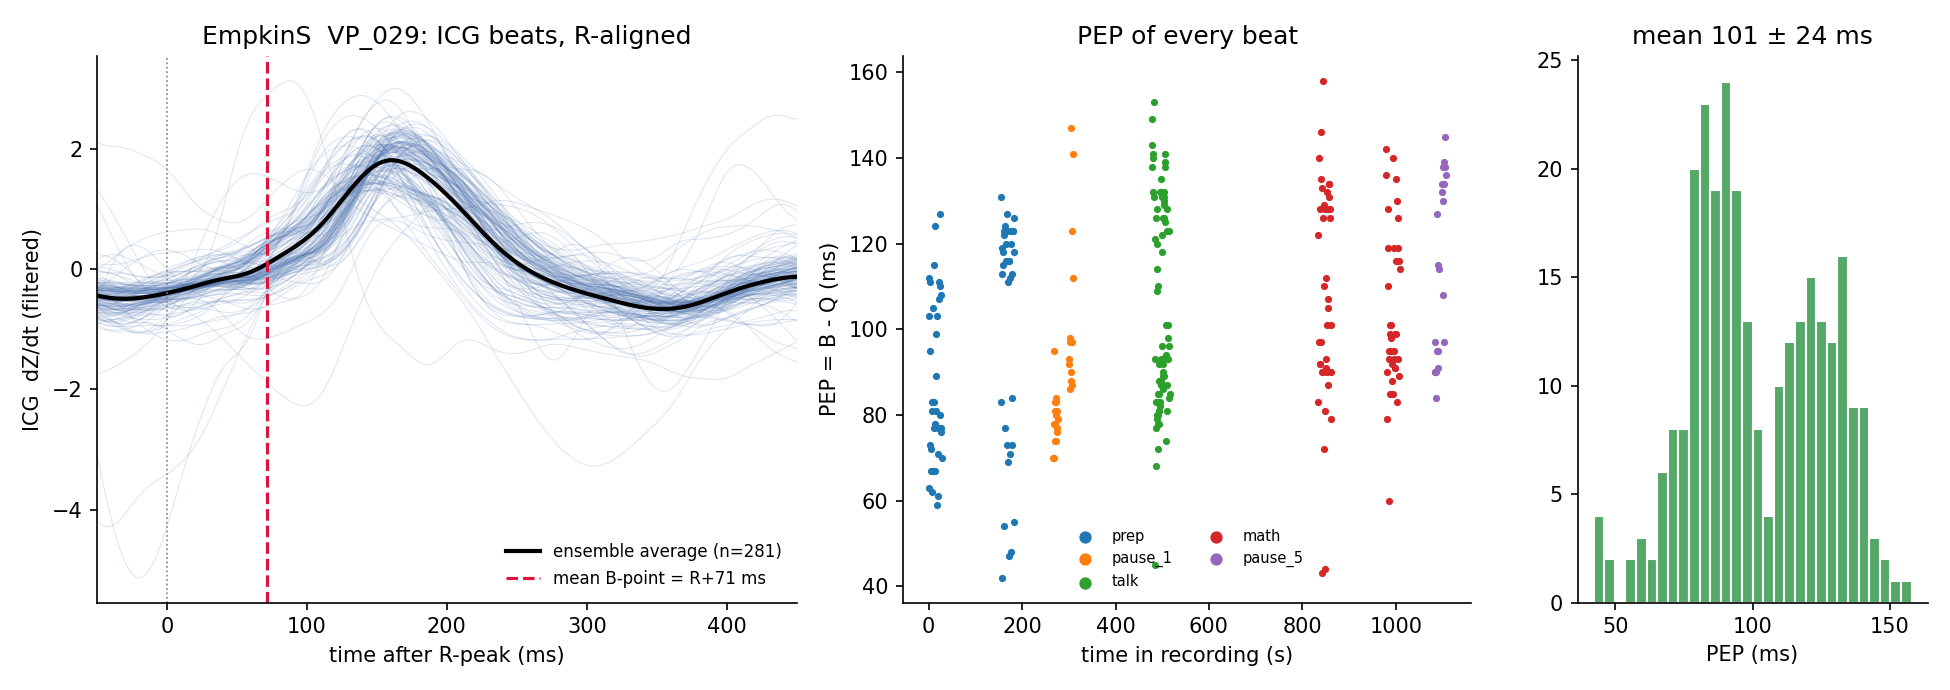 EmpkinS  VP_029: ICG beats, R-aligned
ICG  dZ/dt (filtered)
2
0
−2
−4
0
100
200
300
400
time after R-peak (ms)
ensemble average (n=281)
mean B-point = R+71 ms
PEP of every beat
PEP = B - Q (ms)
160
140
120
100
80
60
40
0
200
400
600
800
1000
time in recording (s)
prep
pause_1
talk
math
pause_5
mean 101 ± 24 ms
25
20
15
10
5
0
50
100
150
PEP (ms)